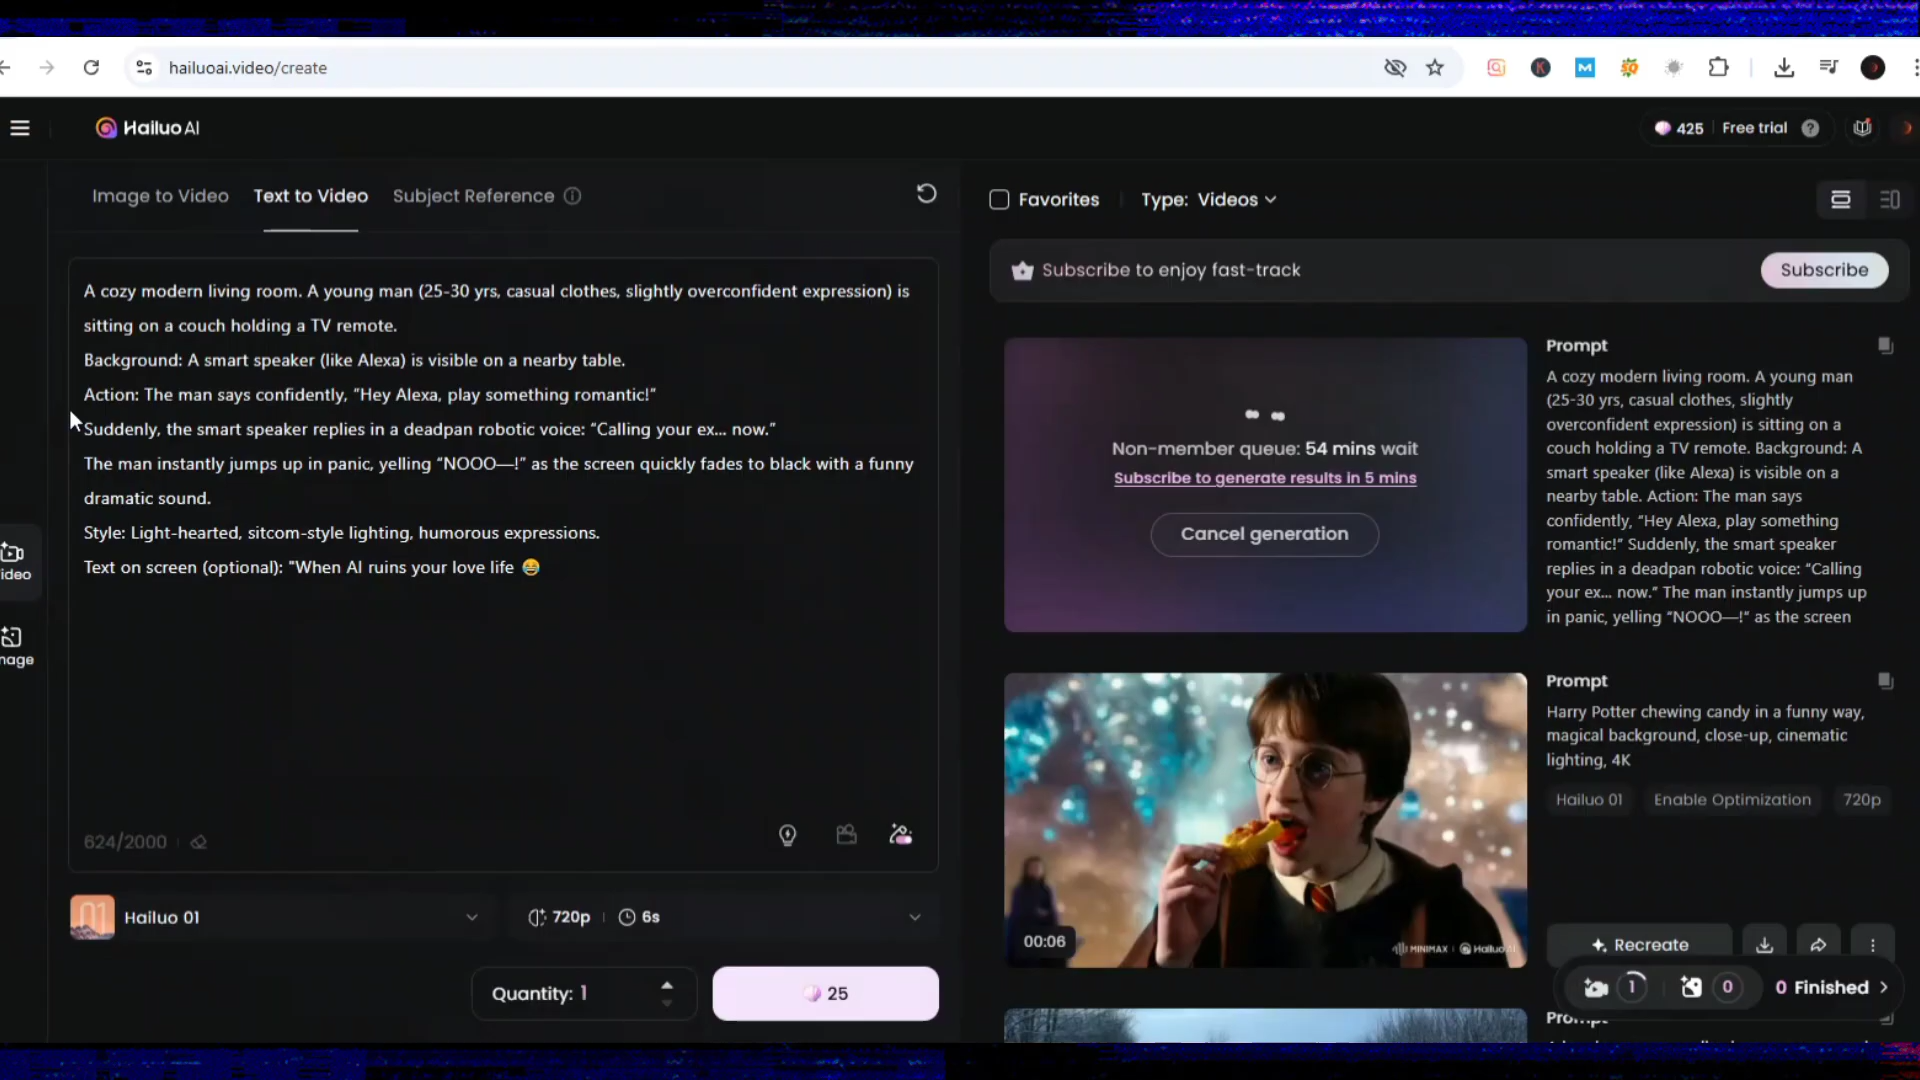 hailuoai.video/create
Hailuo AI
425 | Free trial
Image to Video
Text to Video
Subject Reference
A cozy modern living room. A young man (25-30 yrs, casual clothes, slightly overconfident expression) is
sitting on a couch holding a TV remote.
Background: A smart speaker (like Alexa) is visible on a nearby table.
Action: The man says confidently, "Hey Alexa, play something romantic!"
Suddenly, the smart speaker replies in a deadpan robotic voice: “Calling your ex... now.”
The man instantly jumps up in panic, yelling “NOOO—!” as the screen quickly fades to black with a funny
dramatic sound.
Style: Light-hearted, sitcom-style lighting, humorous expressions.
Text on screen (optional): "When AI ruins your love life 😂
624/2000
Hailuo 01
720p
6s
Quantity: 1
25
ideo
mage
Favorites
Type: Videos
Subscribe to enjoy fast-track
Subscribe
Non-member queue: 54 mins wait
Subscribe to generate results in 5 mins
Cancel generation
Prompt
A cozy modern living room. A young man
(25-30 yrs, casual clothes, slightly
overconfident expression) is sitting on a
couch holding a TV remote. Background: A
smart speaker (like Alexa) is visible on a
nearby table. Action: The man says
confidently, "Hey Alexa, play something
romantic!" Suddenly, the smart speaker
replies in a deadpan robotic voice: “Calling
your ex... now.” The man instantly jumps up
in panic, yelling “NOOO—!” as the screen
00:06
MINIMAX
Hailuo
Prompt
Harry Potter chewing candy in a funny way,
magical background, close-up, cinematic
lighting, 4K
Hailuo 01
Enable Optimization
720p
Recreate
1
0
0 Finished
Prompt